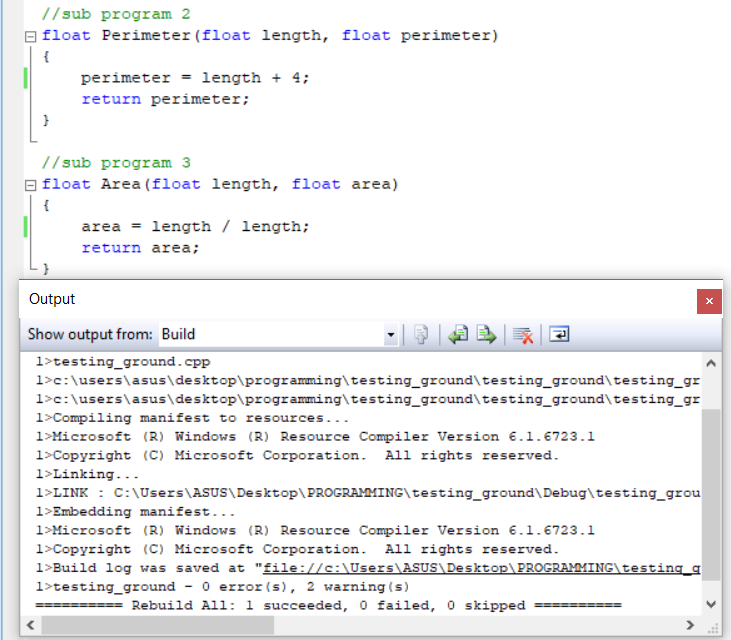 //sub program 2
float Perimeter(float length, float perimeter)
{
perimeter = length + 4;
return perimeter;
}
//sub program 3
float Area(float length, float area)
{
area = length / length;
return area;
}
Output
Show output from: Build
1>testing_ground.cpp
1>c:\users\asus\desktop\programming\testing_ground\testing_ground\testing_gr
1>c:\users\asus\desktop\programming\testing_ground\testing_ground\testing_gr
1>Compiling manifest to resources...
1>Microsoft (R) Windows (R) Resource Compiler Version 6.1.6723.1
1>Copyright (C) Microsoft Corporation.  All rights reserved.
1>Linking...
1>LINK : C:\Users\ASUS\Desktop\PROGRAMMING\testing_ground\Debug\testing_grou
1>Embedding manifest...
1>Microsoft (R) Windows (R) Resource Compiler Version 6.1.6723.1
1>Copyright (C) Microsoft Corporation.  All rights reserved.
1>Build log was saved at "file://c:\Users\ASUS\Desktop\PROGRAMMING\testing_g
1>testing_ground - 0 error(s), 2 warning(s)
========== Rebuild All: 1 succeeded, 0 failed, 0 skipped ==========